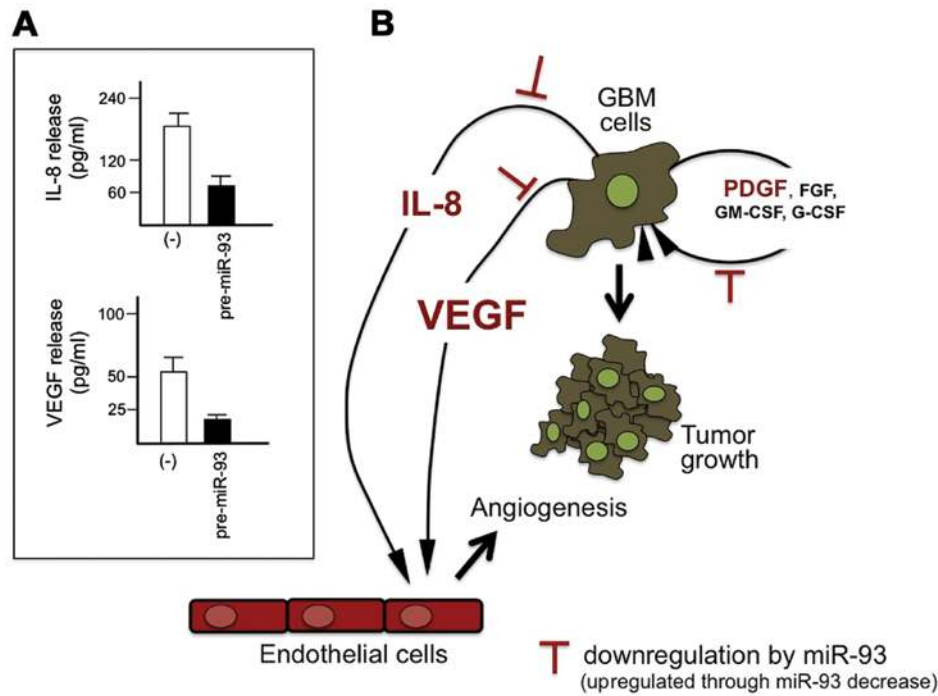 A
IL-8 release
(pg/ml)
240
120
60
(-)
pre-miR-93
VEGF release
(pg/ml)
100
50
25
(-)
pre-miR-93
B
GBM
cells
IL-8
PDGF, FGF,
GM-CSF, G-CSF
VEGF
Tumor
growth
Angiogenesis
Endothelial cells
downregulation by miR-93
(upregulated through miR-93 decrease)